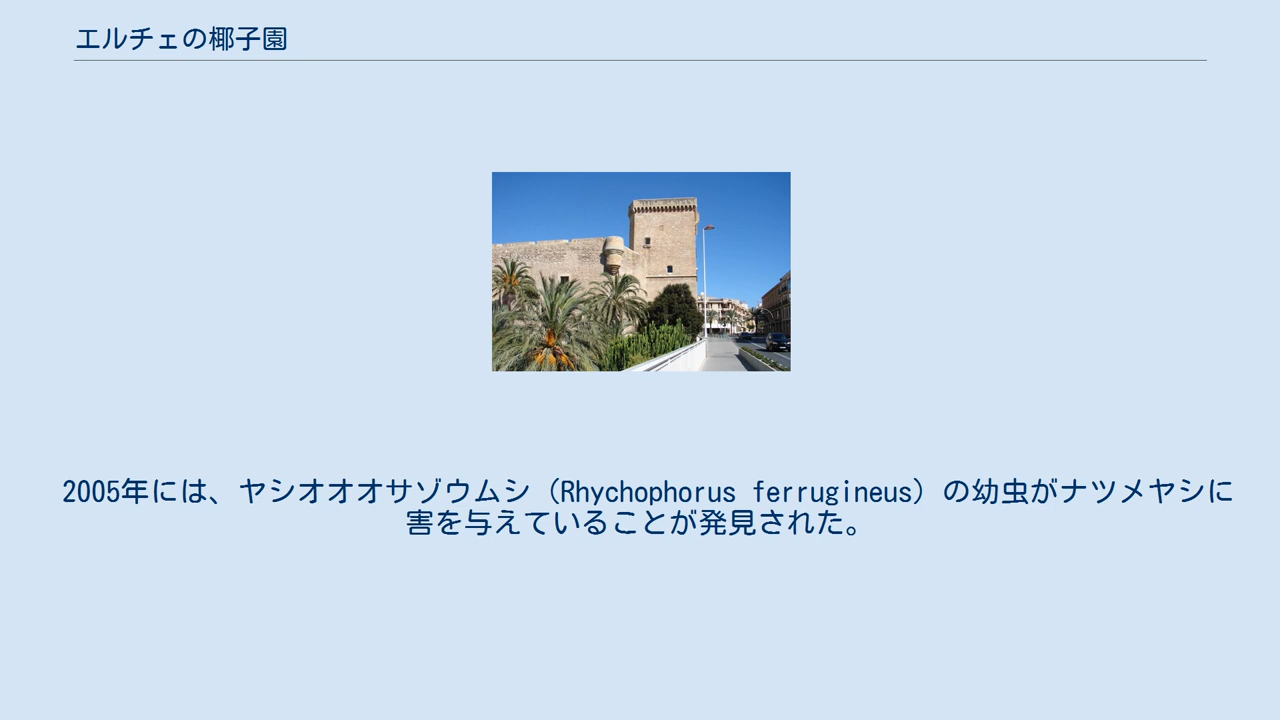 エルチェの椰子園
2005年には、ヤシオオオサゾウムシ（Rhychophorus ferrugineus）の幼虫がナツメヤシに
害を与えていることが発見された。